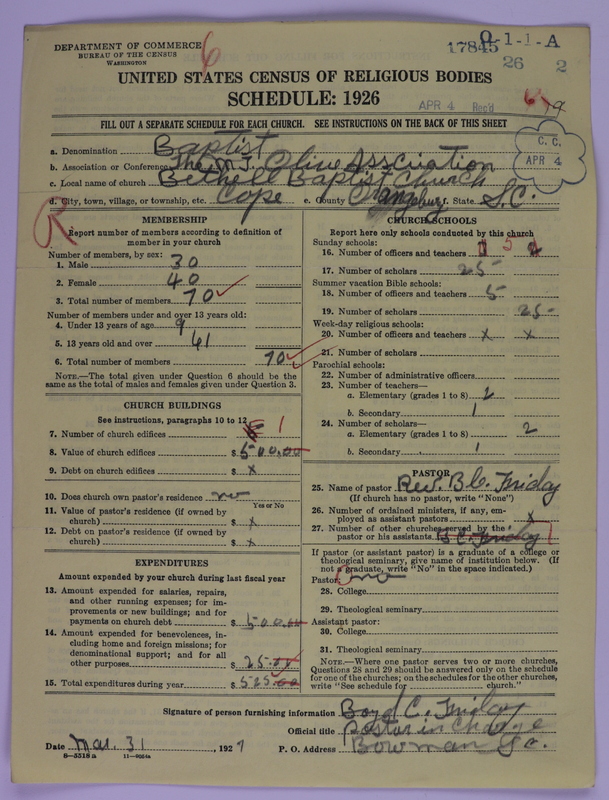 DEPARTMENT OF COMMERCE
BUREAU OF THE CENSUS
WASHINGTON
6
17845
0-1-1-A
26 2
UNITED STATES CENSUS OF RELIGIOUS BODIES
SCHEDULE: 1926
APR 4 Rec'd
FILL OUT A SEPARATE SCHEDULE FOR EACH CHURCH. SEE INSTRUCTIONS ON THE BACK OF THIS SHEET
C. C.
APR 4
a. Denomination Baptist
b. Association or Conference The Mt. Olive Asscuation
c. Local name of church Bethell Baptist Church
d. City, town, village, or township, etc. Cope e. County Orangeburg f. State S.C.
R
MEMBERSHIP
Report number of members according to definition of
member in your church
Number of members, by sex:
1. Male 30
2. Female 40
3. Total number of members 70
Number of members under and over 13 years old:
4. Under 13 years of age 9
5. 13 years old and over 61
6. Total number of members 70
NOTE.—The total given under Question 6 should be the
same as the total of males and females given under Question 3.
CHURCH BUILDINGS
See instructions, paragraphs 10 to 12
7. Number of church edifices 1
8. Value of church edifices $ 500.00
9. Debt on church edifices $ x
10. Does church own pastor's residence no
Yes or No
11. Value of pastor's residence (if owned by
church) $ x
12. Debt on pastor's residence (if owned by
church) $ x
EXPENDITURES
Amount expended by your church during last fiscal year
13. Amount expended for salaries, repairs,
and other running expenses; for im-
provements or new buildings; and for
payments on church debt $ 500.00
14. Amount expended for benevolences, in-
cluding home and foreign missions; for
denominational support; and for all
other purposes $ 25.00
15. Total expenditures during year $ 525.00
CHURCH SCHOOLS
Report here only schools conducted by this church
Sunday schools:
16. Number of officers and teachers 5
17. Number of scholars 25
Summer vacation Bible schools:
18. Number of officers and teachers 5
19. Number of scholars 25
Week-day religious schools:
20. Number of officers and teachers x x
21. Number of scholars
Parochial schools:
22. Number of administrative officers
23. Number of teachers—
a. Elementary (grades 1 to 8) 2
b. Secondary 1
24. Number of scholars—
a. Elementary (grades 1 to 8) 2
b. Secondary 1
PASTOR
25. Name of pastor Rev. B.C. Friday
(If church has no pastor, write "None")
26. Number of ordained ministers, if any, em-
ployed as assistant pastors x
27. Number of other churches served by the
pastor or his assistants B C. Friday 1
If pastor (or assistant pastor) is a graduate of a college or
theological seminary, give name of institution below. (If
not a graduate, write "No" in the space indicated.)
Pastor:
28. College
29. Theological seminary
Assistant pastor:
30. College
31. Theological seminary
NOTE.—Where one pastor serves two or more churches,
Questions 28 and 29 should be answered only on the schedule
for one of the churches; on the schedules for the other churches,
write "See schedule for church."
Signature of person furnishing information Boyd C. Friday
Official title Pastor in Charge
Date Mar. 31, 1927 P. O. Address Bowman S.C.
8—5518 a 11—9034a